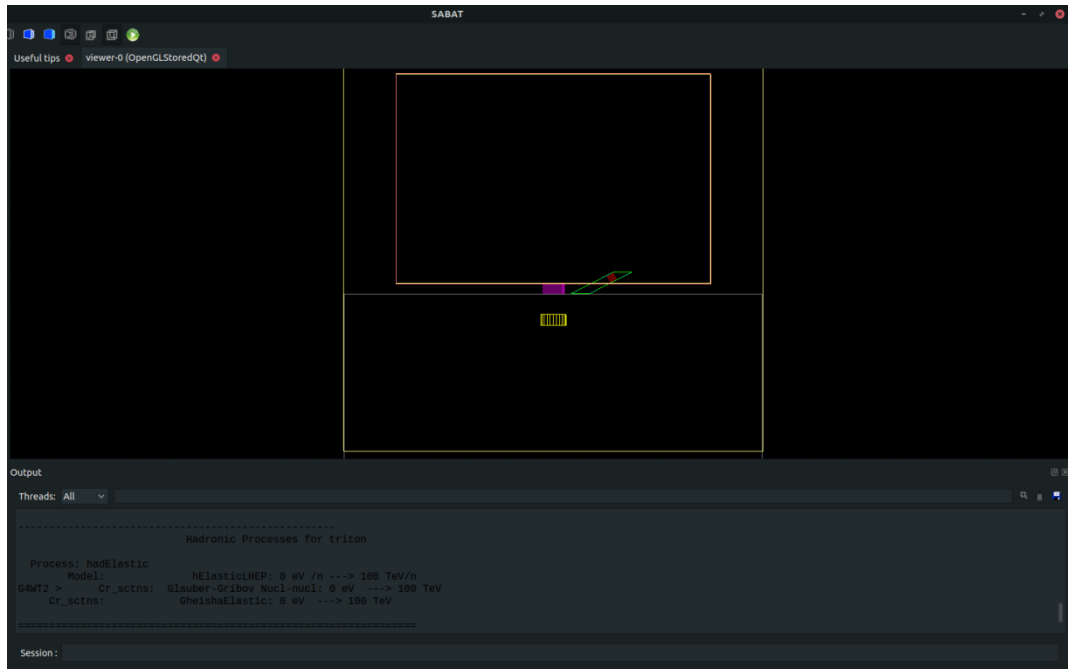 SABAT
Useful tips viewer-0 (OpenGLStoredQt)
Output
Threads: All
--------------------------------------------------
Hadronic Processes for triton
Process: hadElastic
Model: hElasticLHEP: 0 eV /n ---> 100 TeV/n
G4WT2 > Cr_sctns: Glauber-Gribov Nucl-nucl: 0 eV ---> 100 TeV
Cr_sctns: GheishaElastic: 0 eV ---> 100 TeV
================================================================
Session :